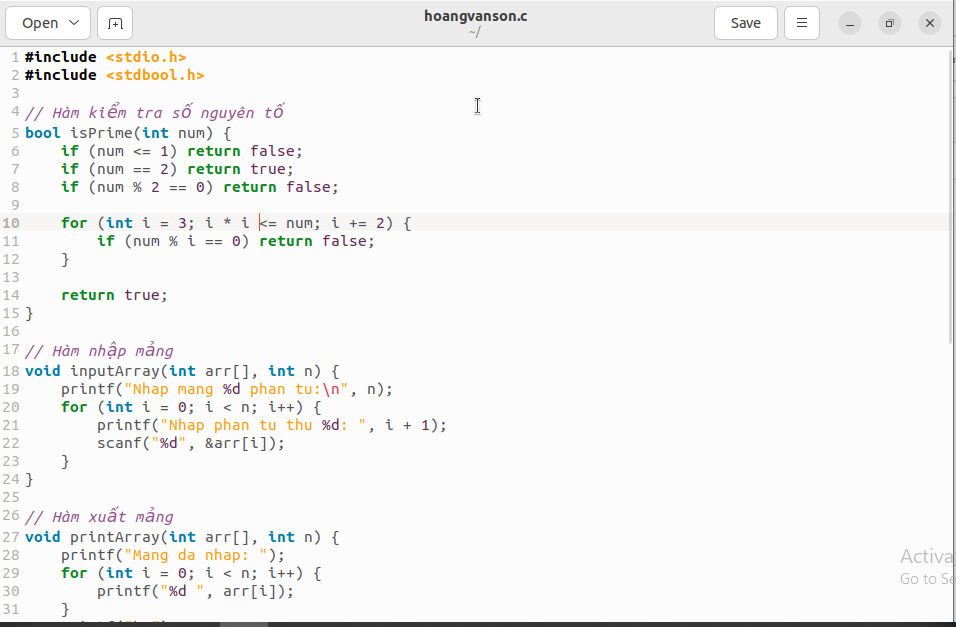 Open
hoangvanson.c
~/
Save
1 #include <stdio.h>
2 #include <stdbool.h>
3
4 // Hàm kiểm tra số nguyên tố
5 bool isPrime(int num) {
6     if (num <= 1) return false;
7     if (num == 2) return true;
8     if (num % 2 == 0) return false;
9
10     for (int i = 3; i * i <= num; i += 2) {
11         if (num % i == 0) return false;
12     }
13
14     return true;
15 }
16
17 // Hàm nhập mảng
18 void inputArray(int arr[], int n) {
19     printf("Nhap mang %d phan tu:\n", n);
20     for (int i = 0; i < n; i++) {
21         printf("Nhap phan tu thu %d: ", i + 1);
22         scanf("%d", &arr[i]);
23     }
24 }
25
26 // Hàm xuất mảng
27 void printArray(int arr[], int n) {
28     printf("Mang da nhap: ");
29     for (int i = 0; i < n; i++) {
30         printf("%d ", arr[i]);
31     }
Activa
Go to Se